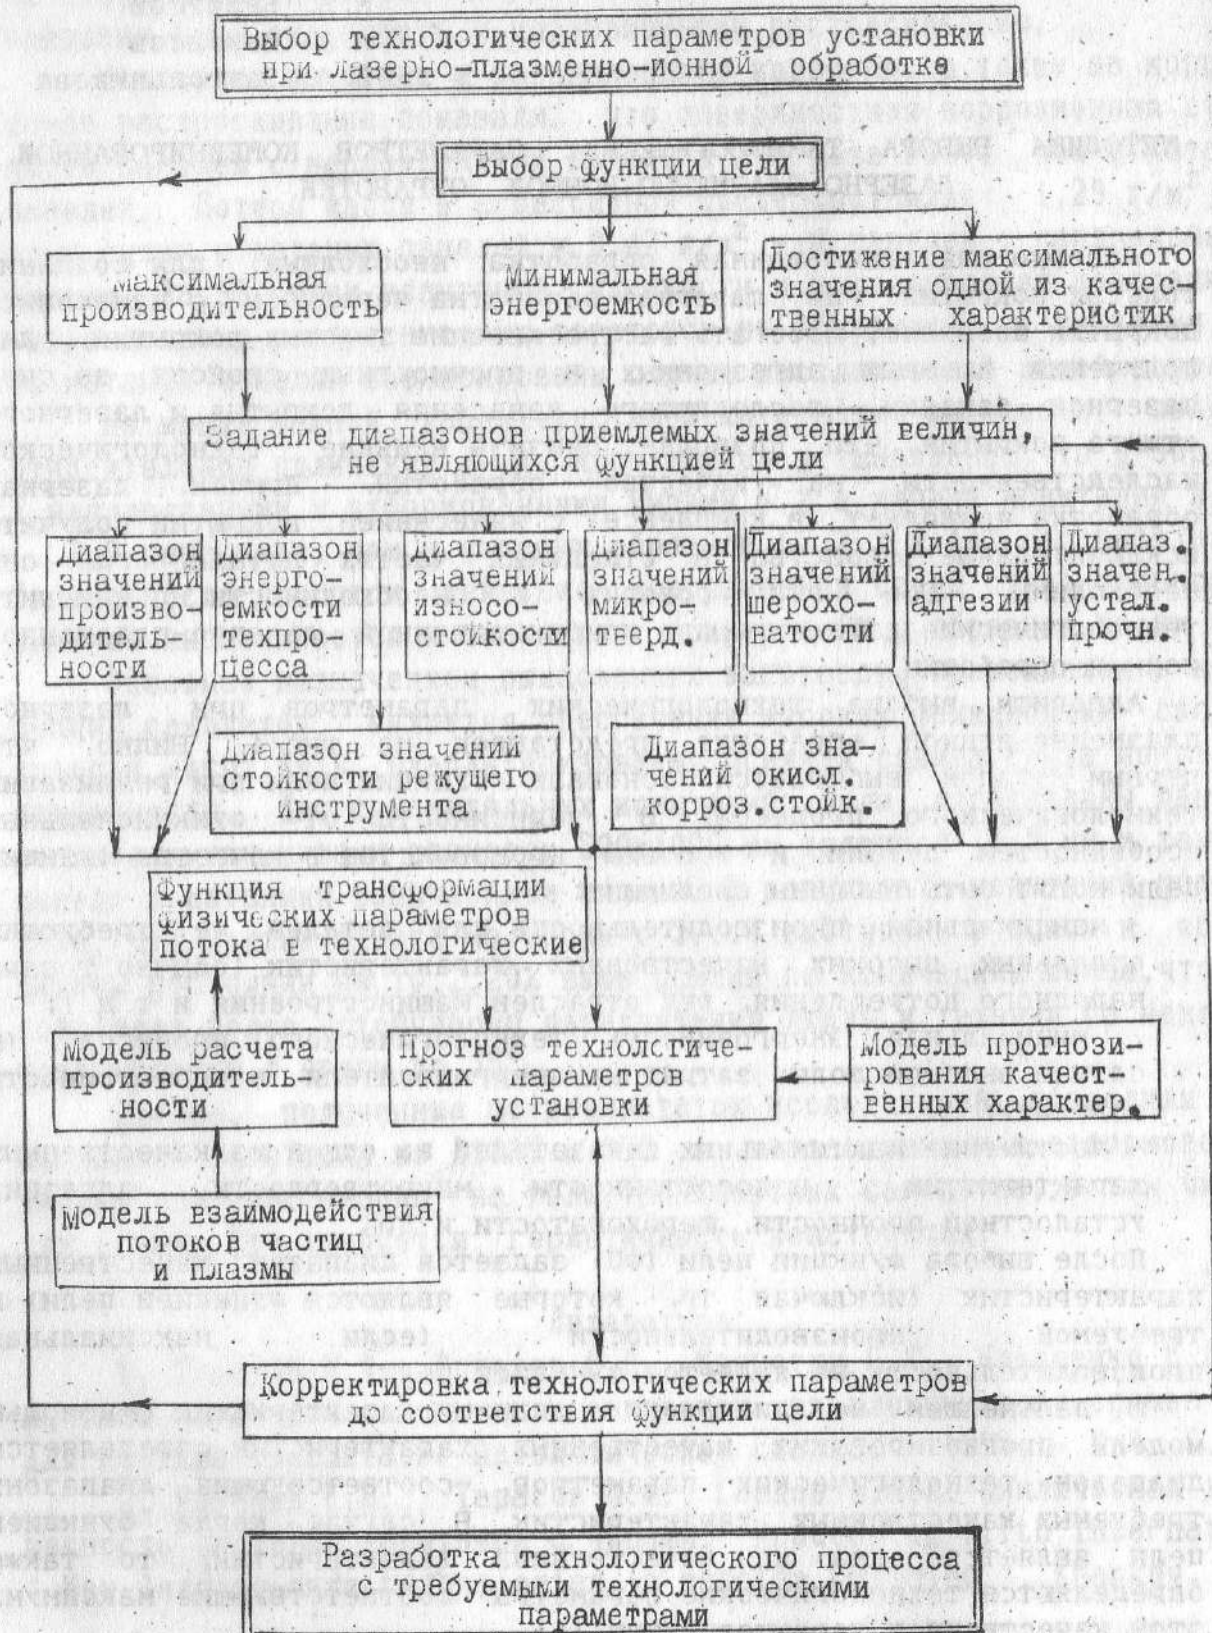 Выбор технологических параметров установки
при лазерно-плазменно-ионной обработке
Выбор функции цели
Максимальная
производительность
Минимальная
энергоемкость
Достижение максимального
значения одной из качес-
твенных характеристик
Задание диапазонов приемлемых значений величин,
не являющихся функцией цели
Диапазон
значений
произво-
дитель
ности
Диапазон
энерго-
емкости
техпро
цесса
Диапазон
значений
износо-
стойкости
Диапазон
значений
микро-
тверд.
Диапазон
значений
шерохо-
ватости
Диапазон
значений
адгезии
Диапаз.
значен.
устал.
прочн.
Диапазон значений
стойкости режущего
инструмента
Диапазон зна-
чений окисл.
корроз.стойк.
Функция трансформации
физических параметров
потока в технологические
Модель расчета
производитель-
ности
Прогноз технологиче-
ских параметров
установки
Модель прогнози-
рования качест-
венных характер.
Модель взаимодействия
потоков частиц
и плазмы
Корректировка технологических параметров
до соответствия функции цели
Разработка технологического процесса
с требуемыми технологическими
параметрами